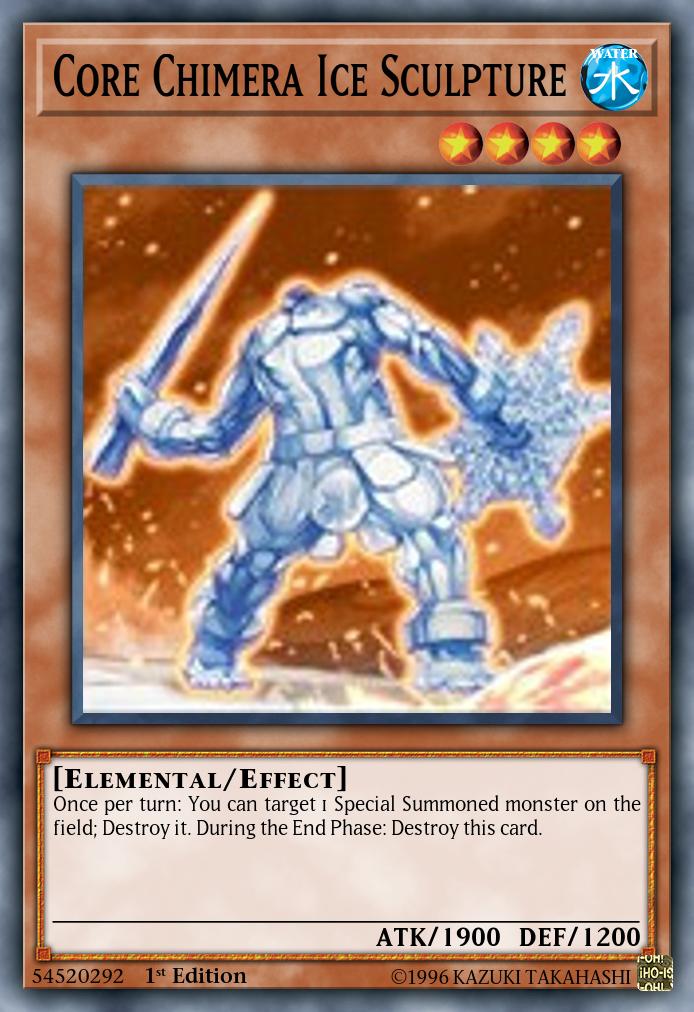 Core Chimera Ice Sculpture
WATER
水
[Elemental/Effect]
Once per turn: You can target 1 Special Summoned monster on the
field; Destroy it. During the End Phase: Destroy this card.
ATK/1900 DEF/1200
54520292 1st Edition ©1996 KAZUKI TAKAHASHI